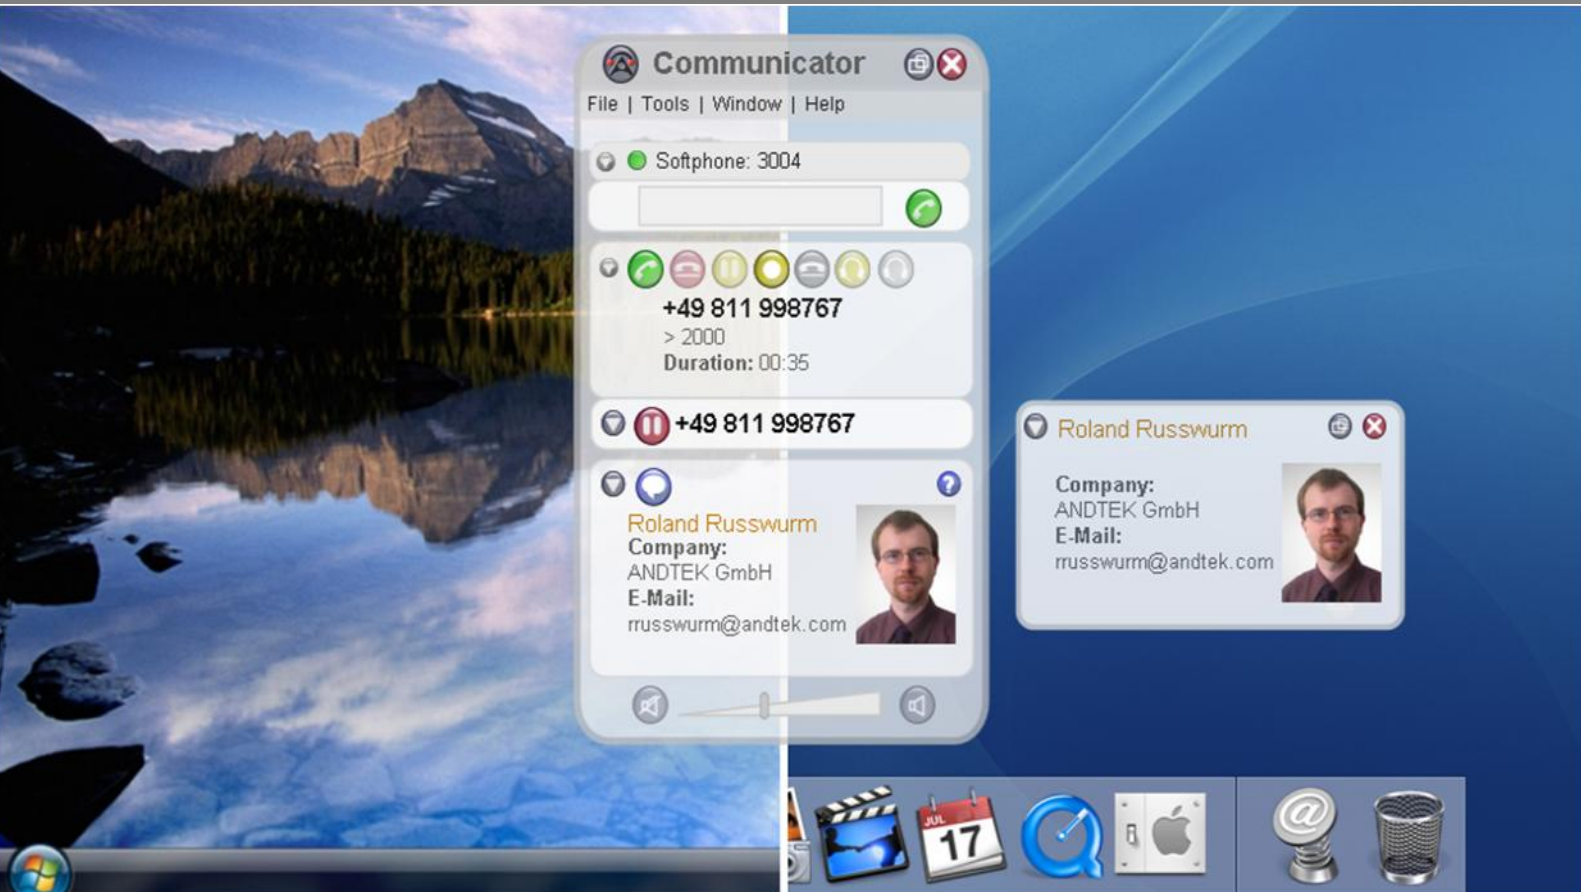 Communicator
File | Tools | Window | Help
Softphone: 3004
+49 811 998767
> 2000
Duration: 00:35
+49 811 998767
Roland Russwurm
Company:
ANDTEK GmbH
E-Mail:
rrusswurm@andtek.com
Roland Russwurm
Company:
ANDTEK GmbH
E-Mail:
rrusswurm@andtek.com
JUL
17
@